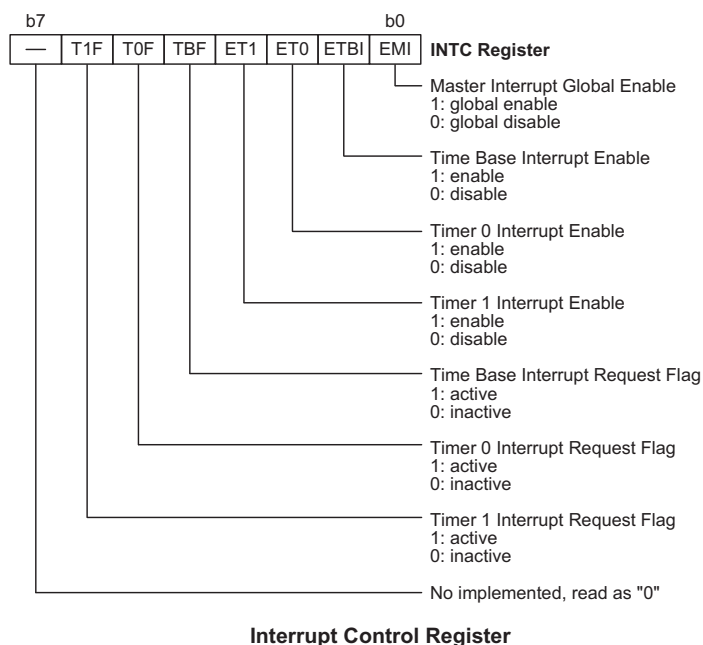 b7 b0
— T1F T0F TBF ET1 ET0 ETBI EMI INTC Register
Master Interrupt Global Enable
1: global enable
0: global disable
Time Base Interrupt Enable
1: enable
0: disable
Timer 0 Interrupt Enable
1: enable
0: disable
Timer 1 Interrupt Enable
1: enable
0: disable
Time Base Interrupt Request Flag
1: active
0: inactive
Timer 0 Interrupt Request Flag
1: active
0: inactive
Timer 1 Interrupt Request Flag
1: active
0: inactive
No implemented, read as "0"
Interrupt Control Register